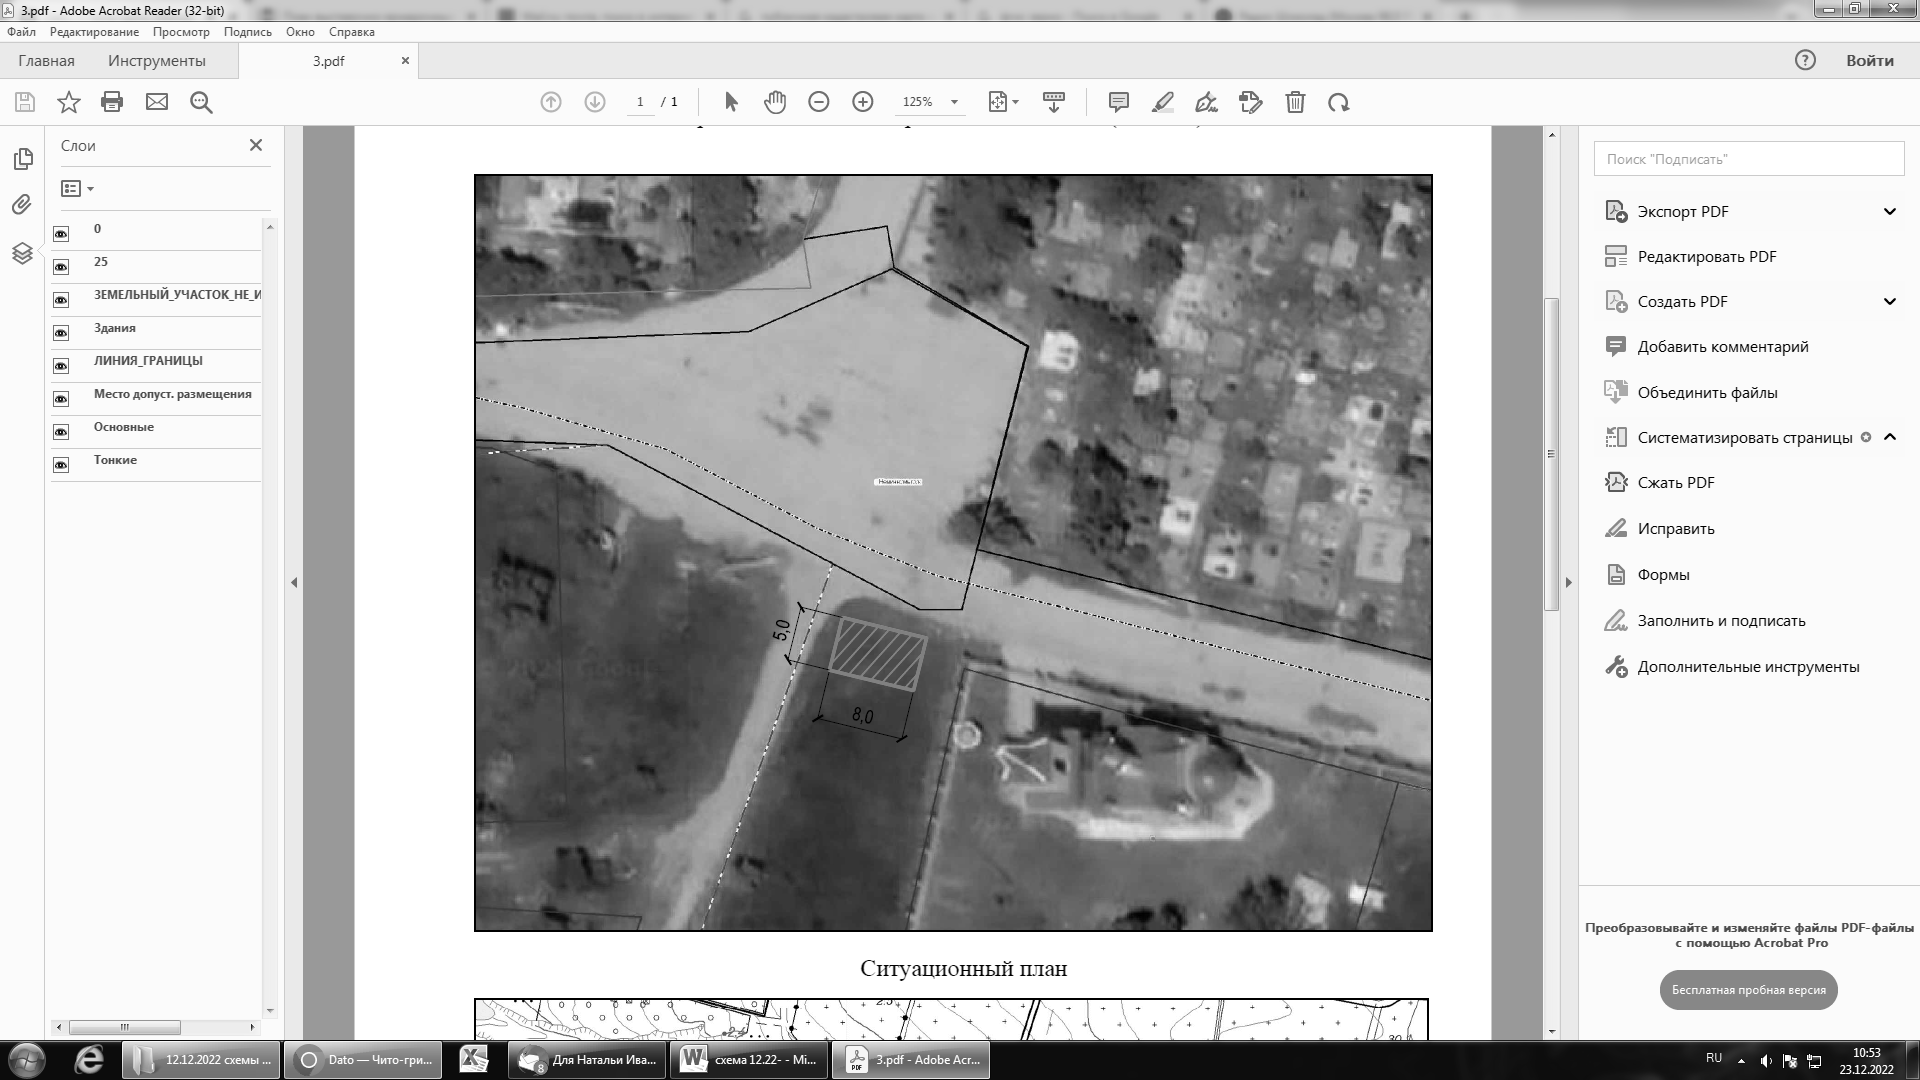 3.pdf - Adobe Acrobat Reader (32-bit)
Файл Редактирование Просмотр Подпись Окно Справка
Главная Инструменты 3.pdf × Войти
1 / 1 125%
Слои
0
25
ЗЕМЕЛЬНЫЙ_УЧАСТОК_НЕ_И
Здания
ЛИНИЯ_ГРАНИЦЫ
Место допуст. размещения
Основные
Тонкие
5,0
8,0
Ситуационный план
Поиск "Подписать"
Экспорт PDF
Редактировать PDF
Создать PDF
Добавить комментарий
Объединить файлы
Систематизировать страницы
Сжать PDF
Исправить
Формы
Заполнить и подписать
Дополнительные инструменты
Преобразовывайте и изменяйте файлы PDF-файлы
с помощью Acrobat Pro
Бесплатная пробная версия
12.12.2022 схемы ...
Dato — Чито-гри...
8
Для Натальи Ива...
схема 12.22- - Mi...
3.pdf - Adobe Acr...
RU
10:53
23.12.2022